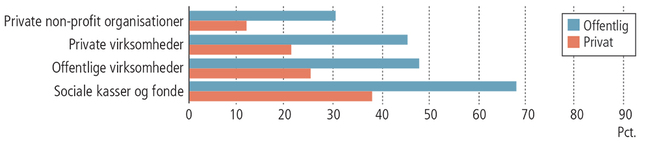 Private non-profit organisationer
Private virksomheder
Offentlige virksomheder
Sociale kasser og fonde
0 10 20 30 40 50 60 70 80 90
Pct.
Offentlig
Privat